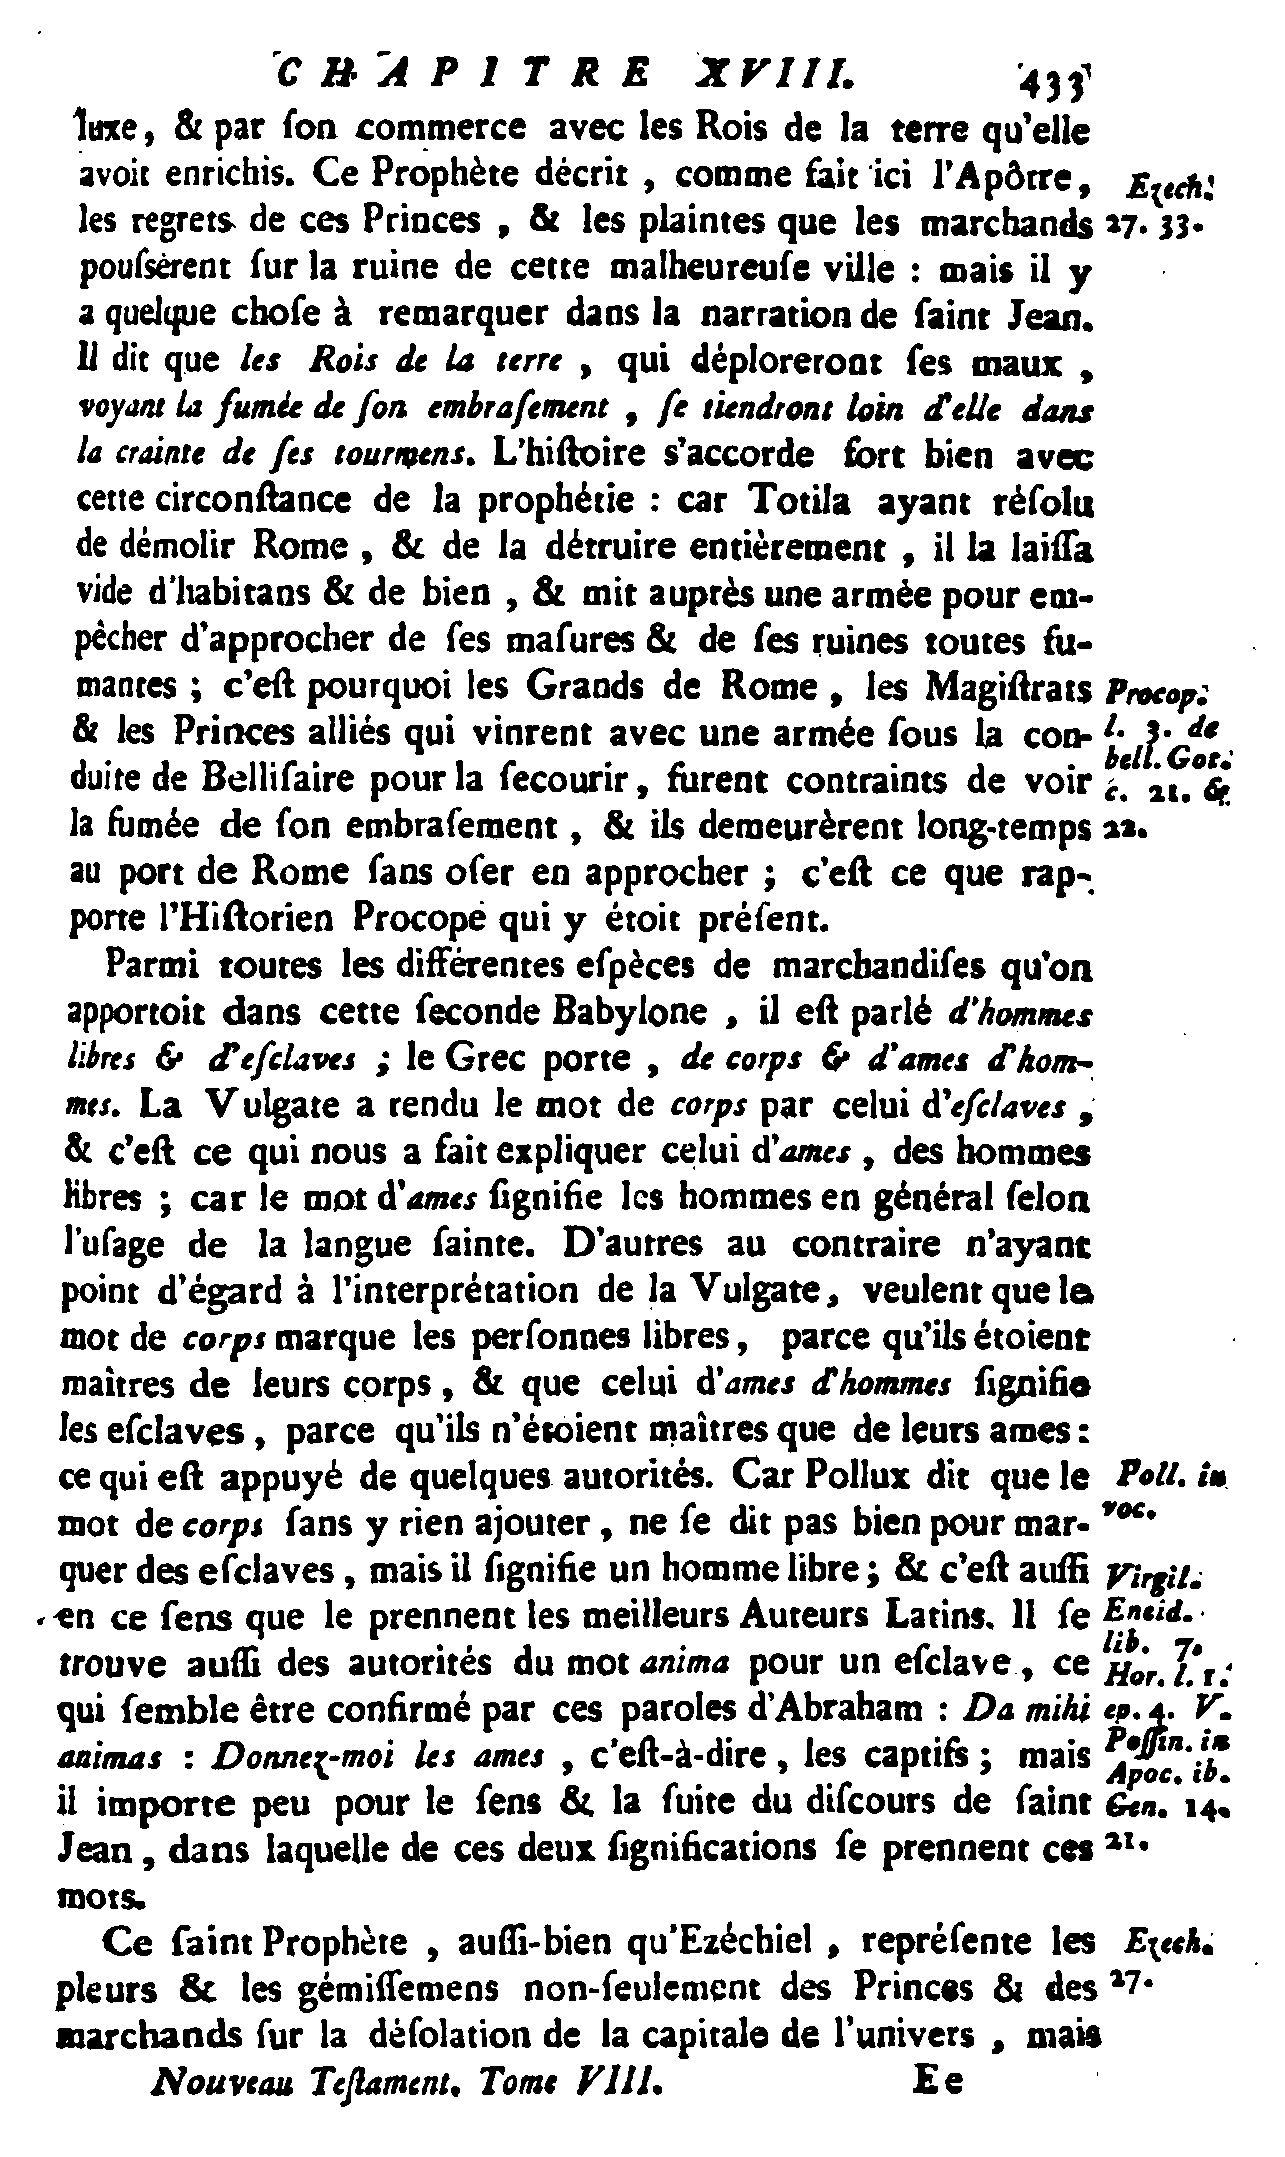 CHAPITRE XVIII. 433
luxe, & par ſon commerce avec les Rois de la terre qu'elle
avoit enrichis. Ce Prophète décrit, comme fait ici l'Apôtre,
Ezech.
les regrets de ces Princes, & les plaintes que les marchands
27. 33.
pouſsèrent ſur la ruine de cette malheureuſe ville : mais il y
a quelque choſe à remarquer dans la narration de ſaint Jean.
Il dit que les Rois de la terre, qui déploreront ſes maux,
voyant la fumée de ſon embraſement, ſe tiendront loin d'elle dans
la crainte de ſes tourmens. L'hiſtoire s'accorde fort bien avec
cette circonſtance de la prophétie : car Totila ayant réſolu
de démolir Rome, & de la détruire entièrement, il la laiſſa
vide d'habitans & de bien, & mit auprès une armée pour em-
pêcher d'approcher de ſes maſures & de ſes ruines toutes fu-
mantes ; c'eſt pourquoi les Grands de Rome, les Magiſtrats
Procop.
& les Princes alliés qui vinrent avec une armée ſous la con-
l. 3. de
bell. Got.
duite de Belliſaire pour la ſecourir, furent contraints de voir
c. 21. &
la fumée de ſon embraſement, & ils demeurèrent long-temps
22.
au port de Rome ſans oſer en approcher ; c'eſt ce que rap-
porte l'Hiſtorien Procope qui y étoit préſent.
Parmi toutes les différentes eſpèces de marchandiſes qu'on
apportoit dans cette ſeconde Babylone, il eſt parlé d'hommes
libres & d'eſclaves ; le Grec porte, de corps & d'ames d'hom-
mes. La Vulgate a rendu le mot de corps par celui d'eſclaves,
& c'eſt ce qui nous a fait expliquer celui d'ames, des hommes
libres ; car le mot d'ames ſignifie les hommes en général ſelon
l'uſage de la langue ſainte. D'autres au contraire n'ayant
point d'égard à l'interprétation de la Vulgate, veulent que le
mot de corps marque les perſonnes libres, parce qu'ils étoient
maîtres de leurs corps, & que celui d'ames d'hommes ſignifie
les eſclaves, parce qu'ils n'étoient maîtres que de leurs ames :
ce qui eſt appuyé de quelques autorités. Car Pollux dit que le
Poll. in
mot de corps ſans y rien ajouter, ne ſe dit pas bien pour mar-
voc.
quer des eſclaves, mais il ſignifie un homme libre ; & c'eſt auſſi
Virgil.
en ce ſens que le prennent les meilleurs Auteurs Latins. Il ſe
Eneid.
lib. 7.
trouve auſſi des autorités du mot anima pour un eſclave, ce
Hor. l. 1.
qui ſemble être confirmé par ces paroles d'Abraham : Da mihi
ep. 4. V.
animas : Donnez-moi les ames, c'eſt-à-dire, les captifs ; mais
Poſſin. in
Apoc. ib.
il importe peu pour le ſens & la ſuite du diſcours de ſaint
Gen. 14.
Jean, dans laquelle de ces deux ſignifications ſe prennent ces
21.
mots.
Ce ſaint Prophète, auſſi-bien qu'Ezéchiel, repréſente les
Ezech.
pleurs & les gémiſſemens non-ſeulement des Princes & des
27.
marchands ſur la déſolation de la capitale de l'univers, mais
Nouveau Teſtament. Tome VIII. Ee